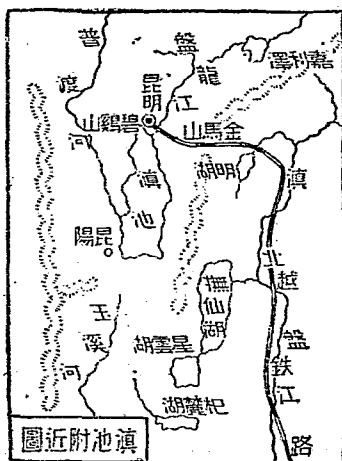 普渡河
盤龍江
嘉利澤
昆明
碧鷄山
金馬山
明湖
滇池
昆陽
滇越鉄路
北盤江
撫仙湖
星雲湖
杞麓湖
玉溪河
滇池附近圖